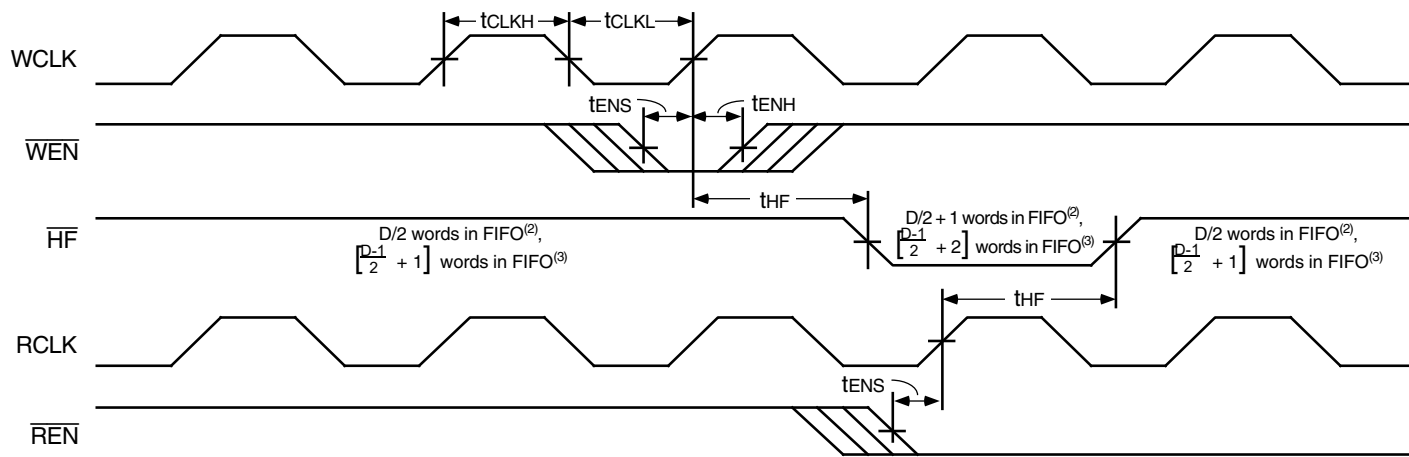 tCLKH
tCLKL
WCLK
tENS
tENH
WEN
tHF
HF
D/2 words in FIFO(2),
[D-1/2 + 1] words in FIFO(3)
D/2 + 1 words in FIFO(2),
[D-1/2 + 2] words in FIFO(3)
D/2 words in FIFO(2),
[D-1/2 + 1] words in FIFO(3)
tHF
RCLK
tENS
REN